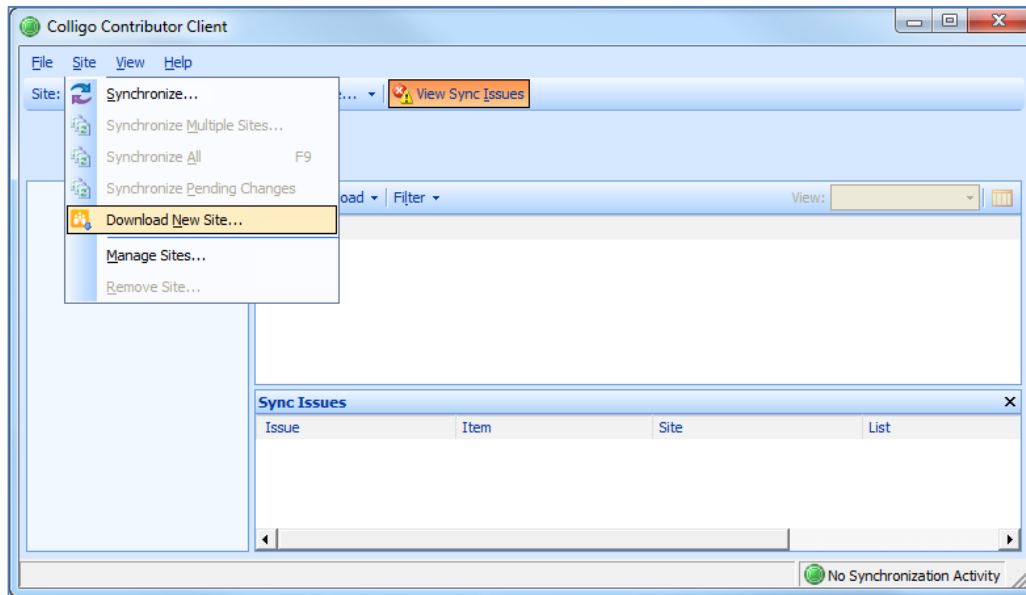 Colligo Contributor Client
File Site View Help
Site: ... View Sync Issues
Synchronize...
Synchronize Multiple Sites...
Synchronize All F9
Synchronize Pending Changes
Download New Site...
Manage Sites...
Remove Site...
oad Filter View:
Sync Issues
Issue Item Site List
No Synchronization Activity